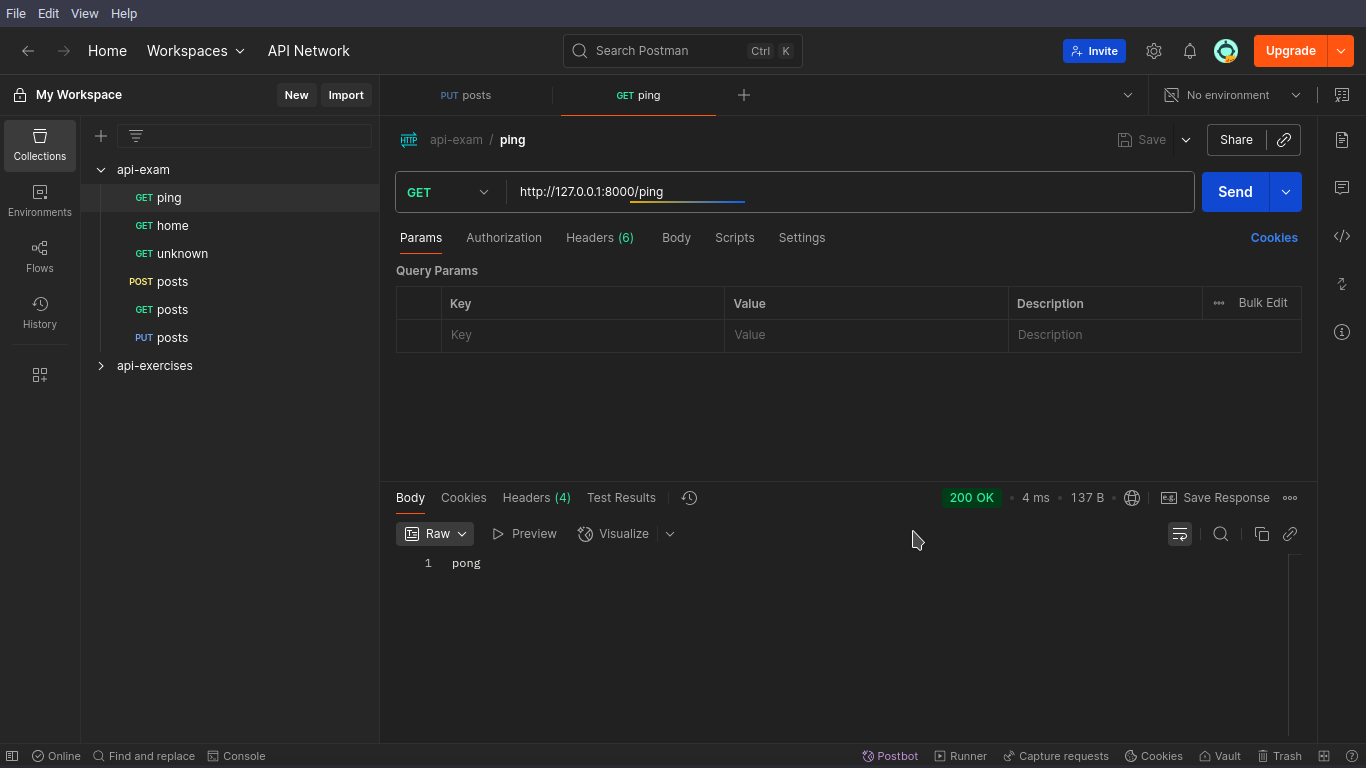 File Edit View Help
Home Workspaces API Network Search Postman Ctrl K Invite Upgrade
My Workspace New Import PUT posts GET ping No environment
Collections
Environments
Flows
History
api-exam
GET ping
GET home
GET unknown
POST posts
GET posts
PUT posts
api-exercises
HTTP api-exam / ping Save Share
GET http://127.0.0.1:8000/ping Send
Params Authorization Headers (6) Body Scripts Settings Cookies
Query Params
Key Value Description Bulk Edit
Key Value Description
Body Cookies Headers (4) Test Results 200 OK 4 ms 137 B e.g. Save Response
Raw Preview Visualize
1 pong
Online Find and replace Console Postbot Runner Capture requests Cookies Vault Trash